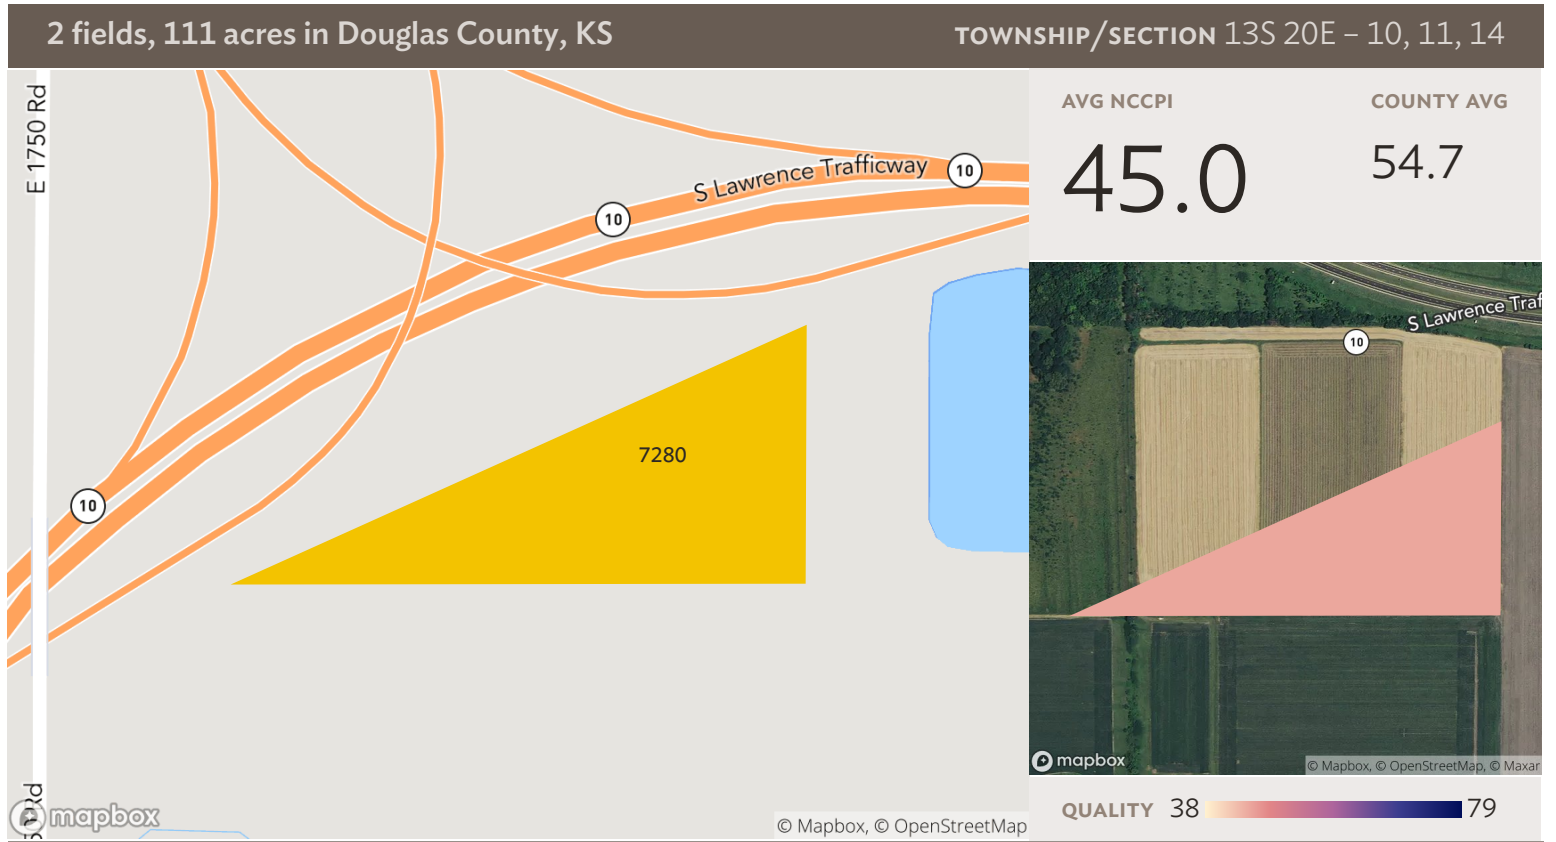 2 fields, 111 acres in Douglas County, KS
TOWNSHIP/SECTION 13S 20E – 10, 11, 14
E 1750 Rd
S Lawrence Trafficway
10
10
10
7280
Rd
mapbox
© Mapbox, © OpenStreetMap
AVG NCCPI
COUNTY AVG
45.0
54.7
S Lawrence Traf
10
mapbox
© Mapbox, © OpenStreetMap, © Maxar
QUALITY 38 79